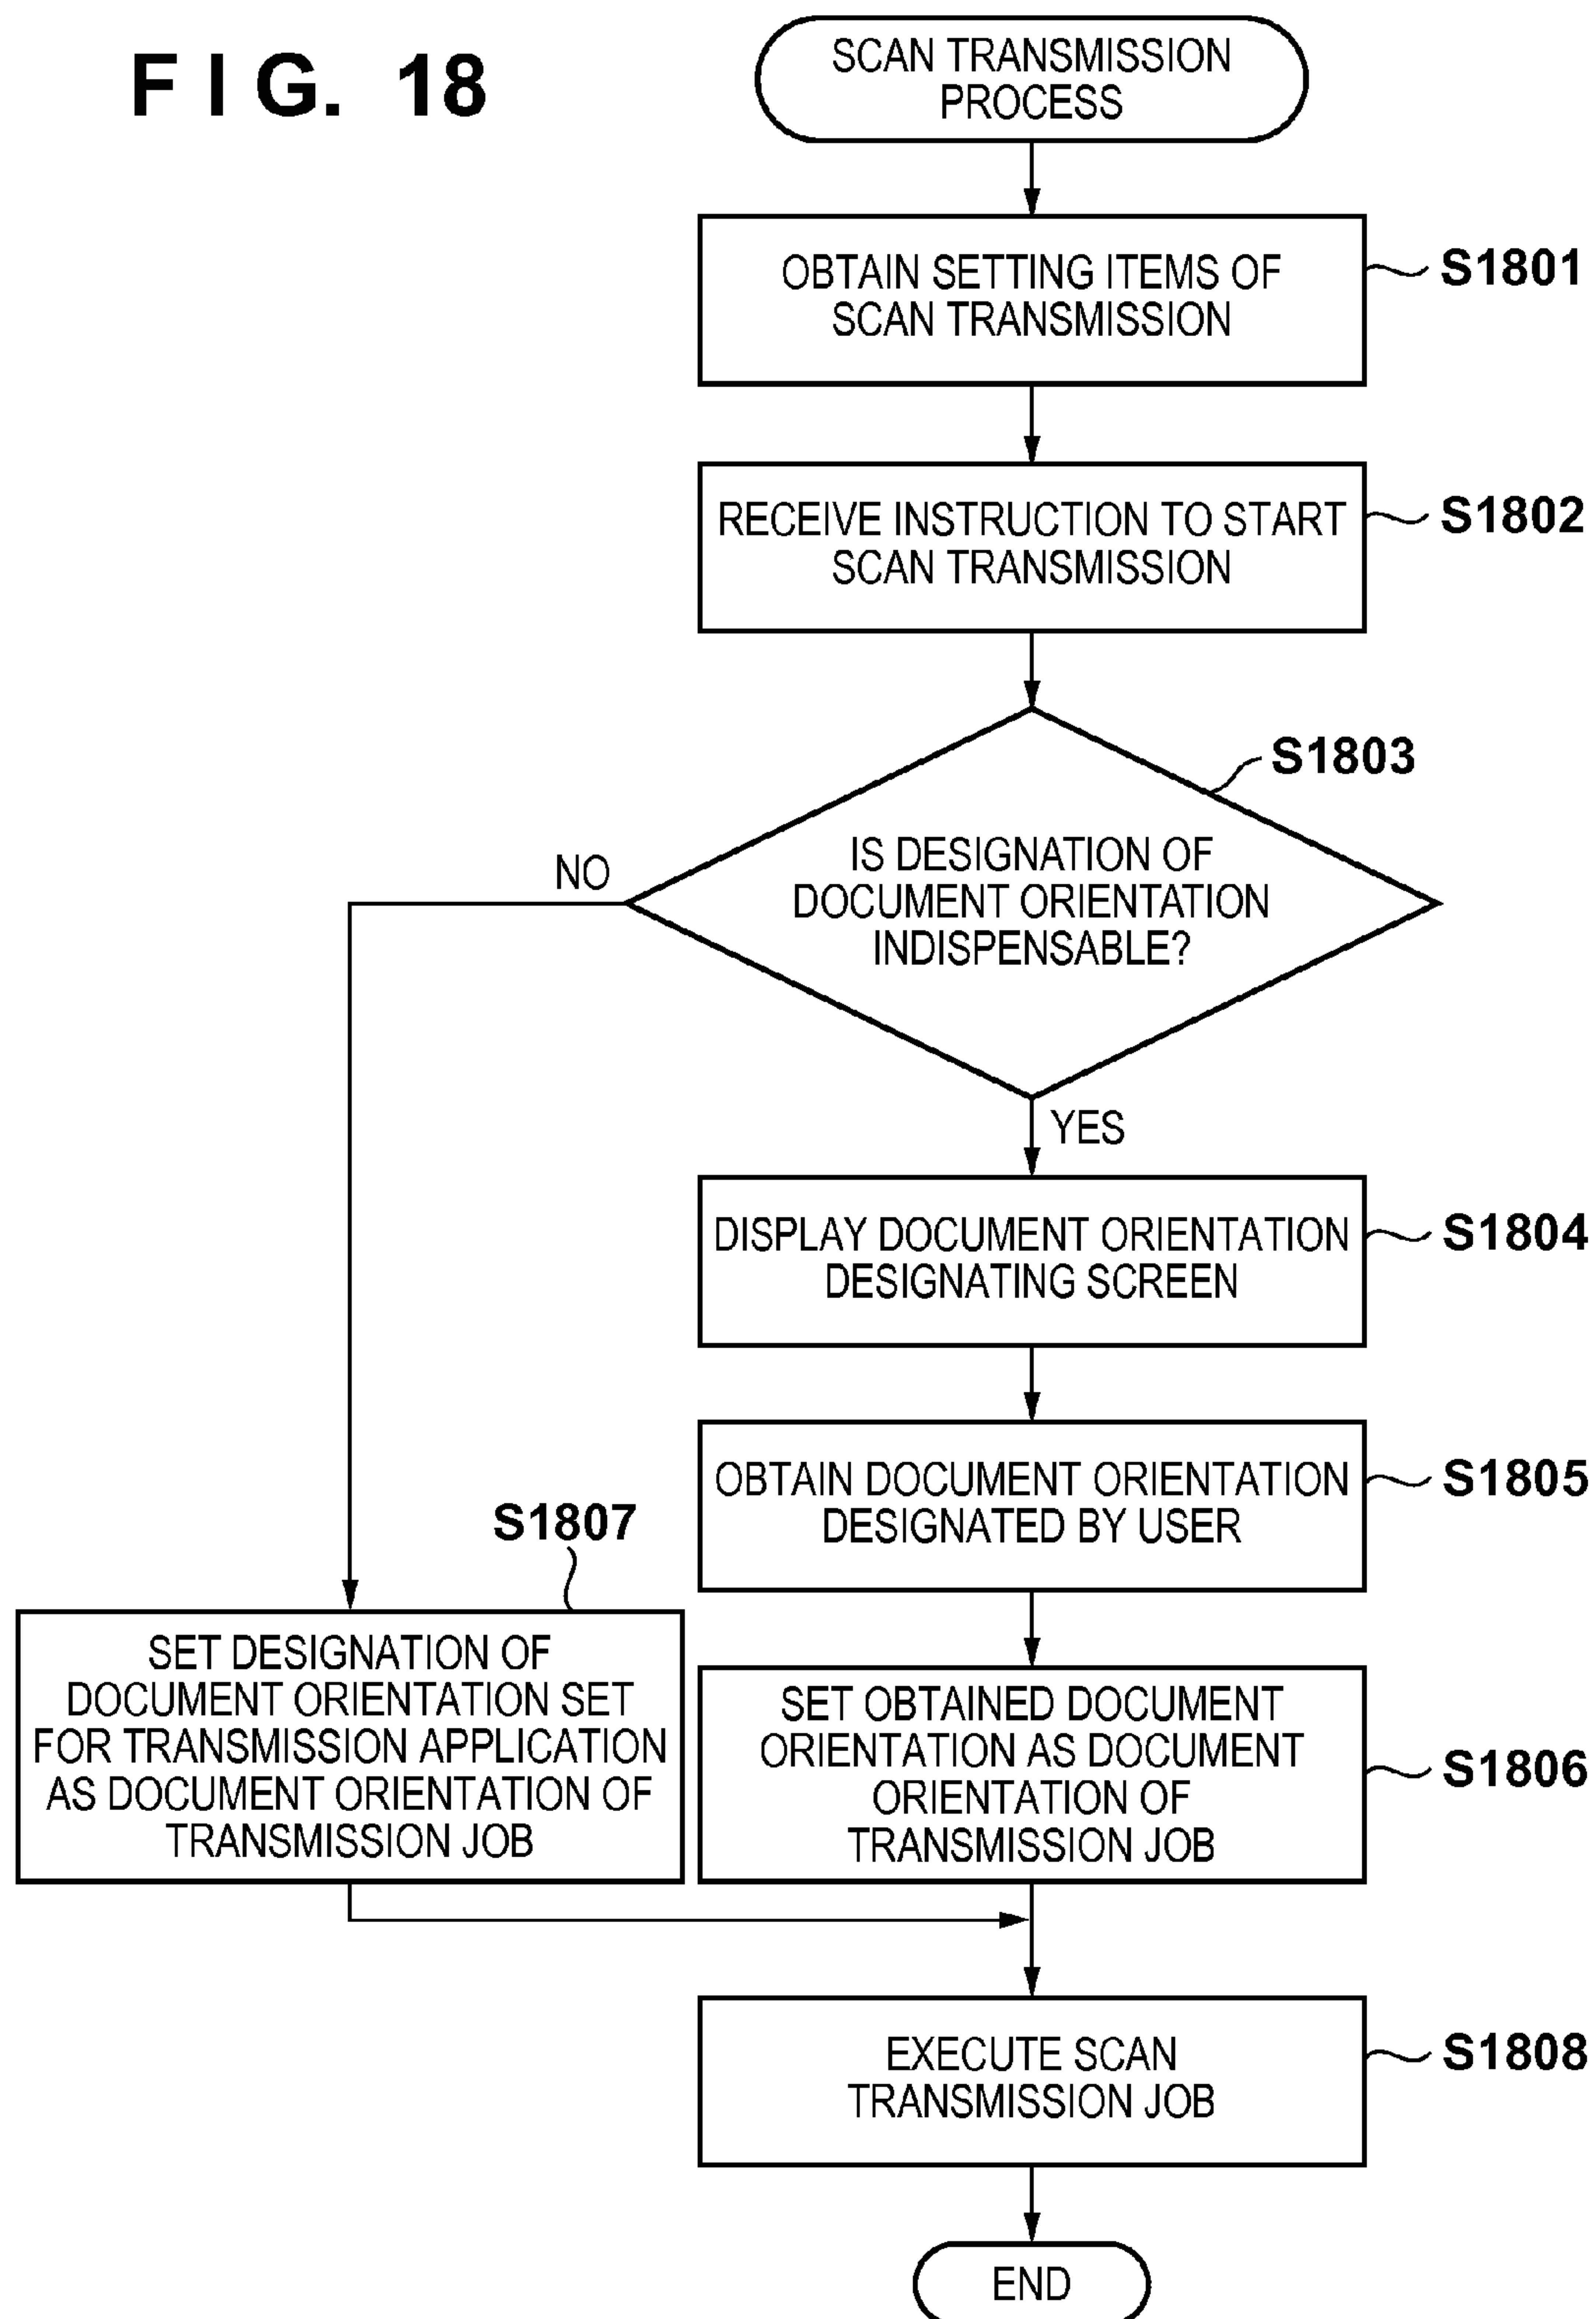 FIG. 18
SCAN TRANSMISSION
PROCESS
OBTAIN SETTING ITEMS OF
SCAN TRANSMISSION
S1801
RECEIVE INSTRUCTION TO START
SCAN TRANSMISSION
S1802
S1803
IS DESIGNATION OF
DOCUMENT ORIENTATION
INDISPENSABLE?
NO
YES
DISPLAY DOCUMENT ORIENTATION
DESIGNATING SCREEN
S1804
OBTAIN DOCUMENT ORIENTATION
DESIGNATED BY USER
S1805
S1807
SET DESIGNATION OF
DOCUMENT ORIENTATION SET
FOR TRANSMISSION APPLICATION
AS DOCUMENT ORIENTATION OF
TRANSMISSION JOB
SET OBTAINED DOCUMENT
ORIENTATION AS DOCUMENT
ORIENTATION OF
TRANSMISSION JOB
S1806
EXECUTE SCAN
TRANSMISSION JOB
S1808
END